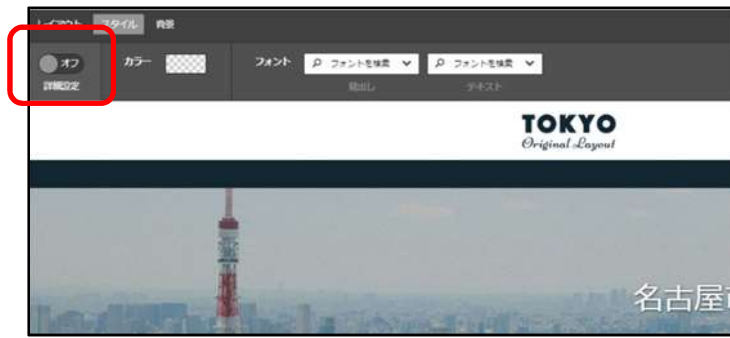 レイアウト スタイル 背景
オフ カラー フォント フォントを検索 フォントを検索
詳細設定 見出し テキスト
TOKYO
Original Layout
名古屋